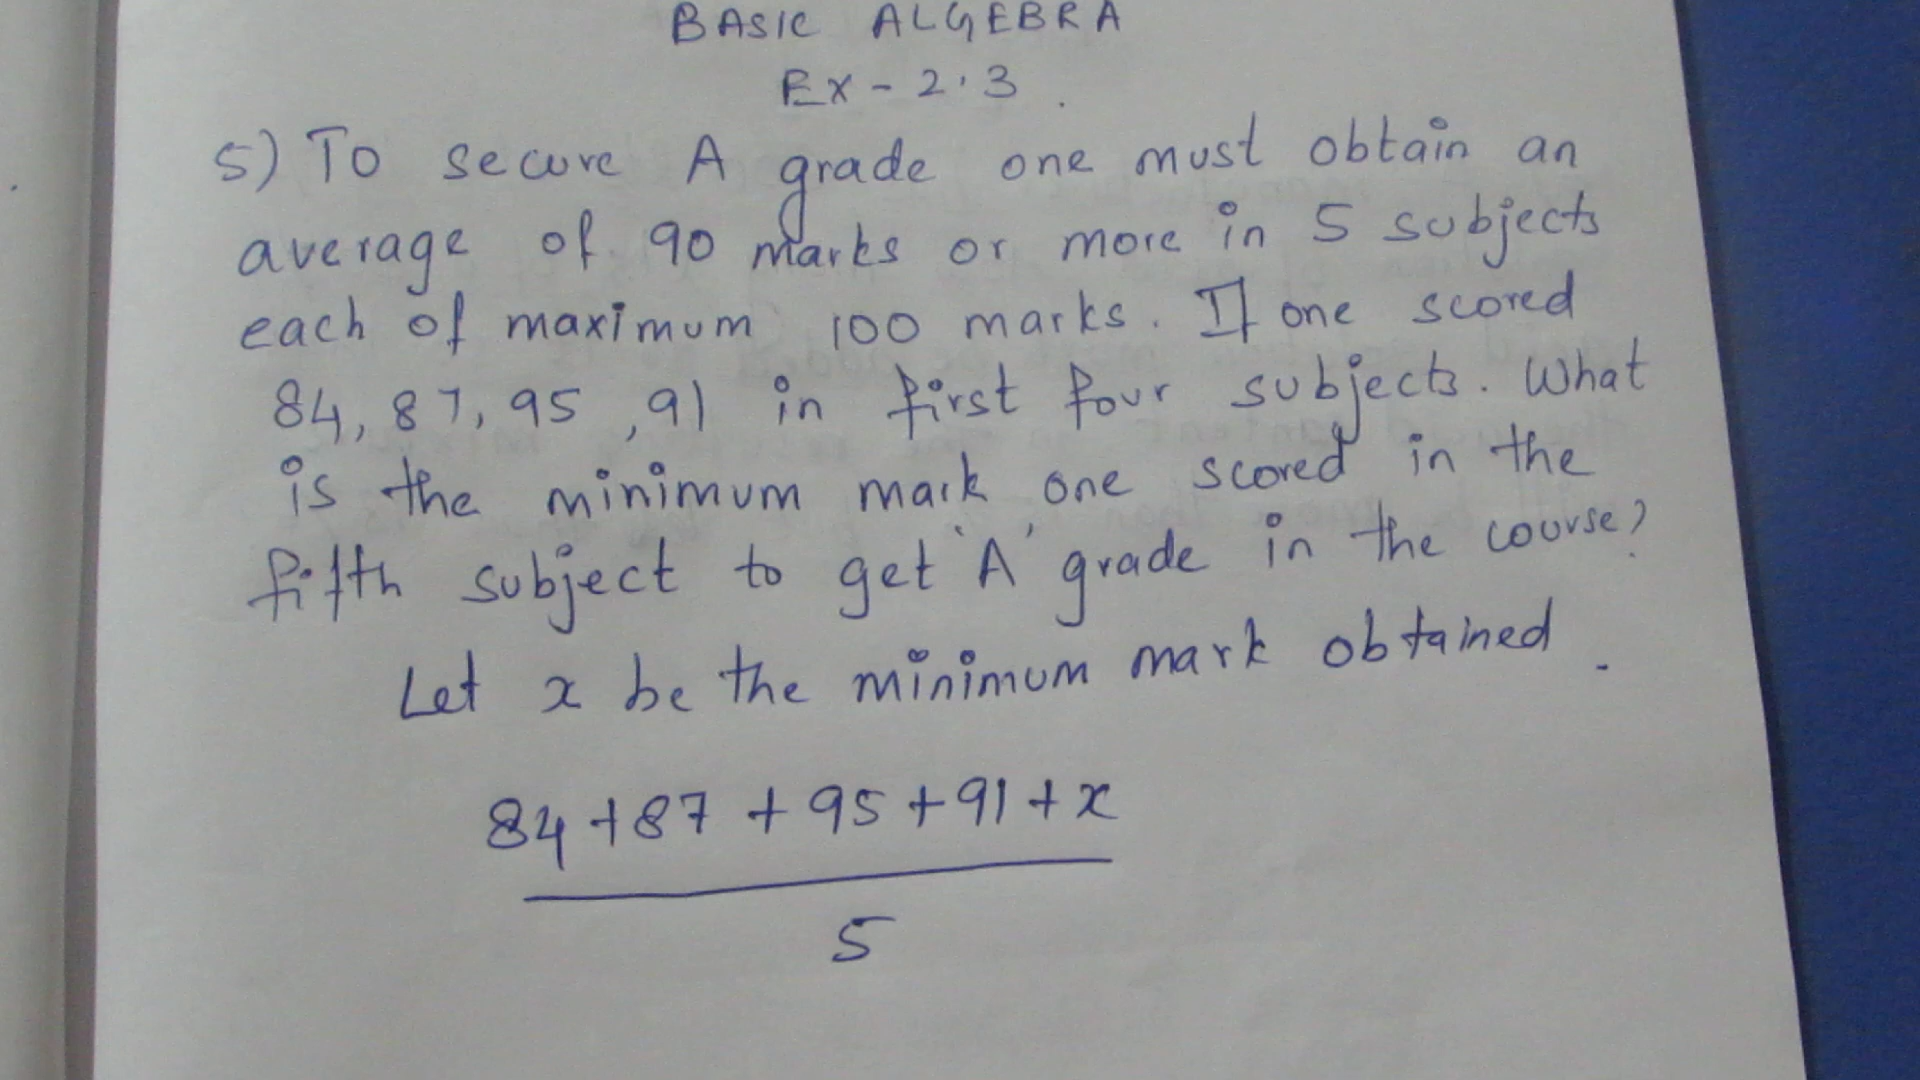 BASIC ALGEBRA
Ex - 2.3.
5) To secure A grade one must obtain an
average of 90 marks or more in 5 subjects
each of maximum 100 marks. If one scored
84, 87, 95, 91 in first four subjects. What
is the minimum mark one scored in the
fifth subject to get 'A' grade in the course?
Let x be the minimum mark obtained.
84 + 87 + 95 + 91 + x
5